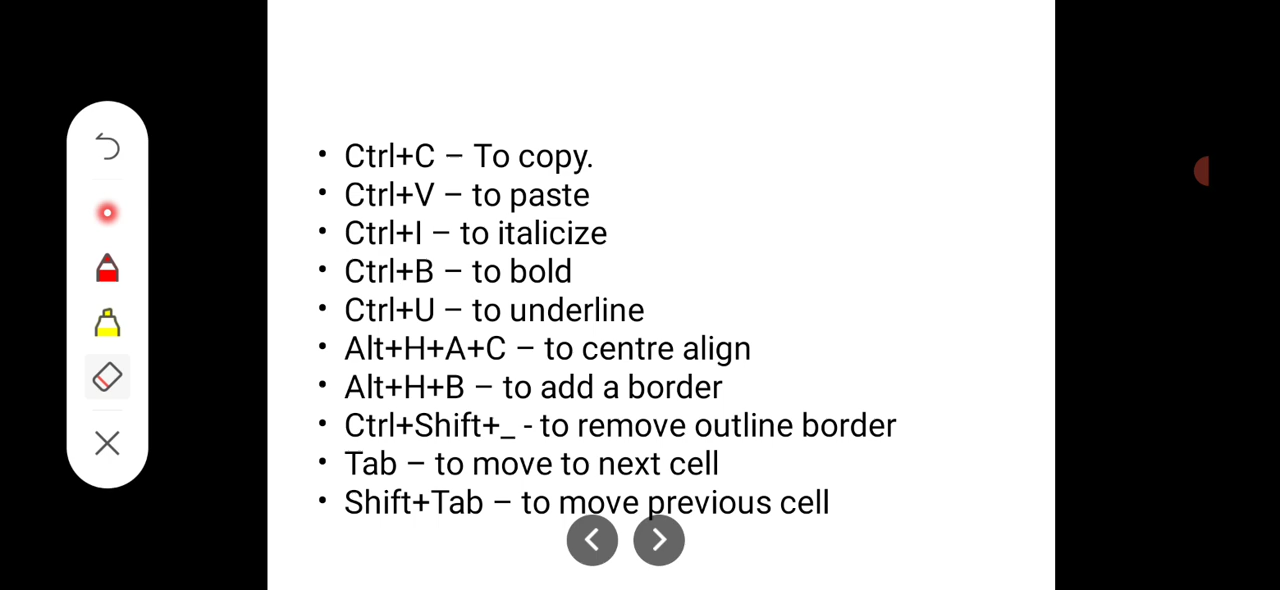 • Ctrl+C – To copy.
• Ctrl+V – to paste
• Ctrl+I – to italicize
• Ctrl+B – to bold
• Ctrl+U – to underline
• Alt+H+A+C – to centre align
• Alt+H+B – to add a border
• Ctrl+Shift+_ - to remove outline border
• Tab – to move to next cell
• Shift+Tab – to move previous cell